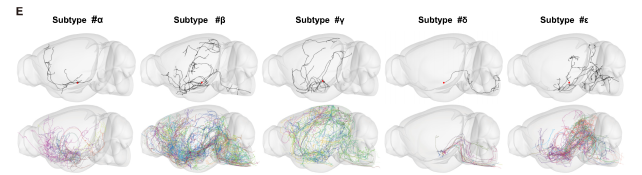 E
Subtype #α
Subtype #β
Subtype #γ
Subtype #δ
Subtype #ε